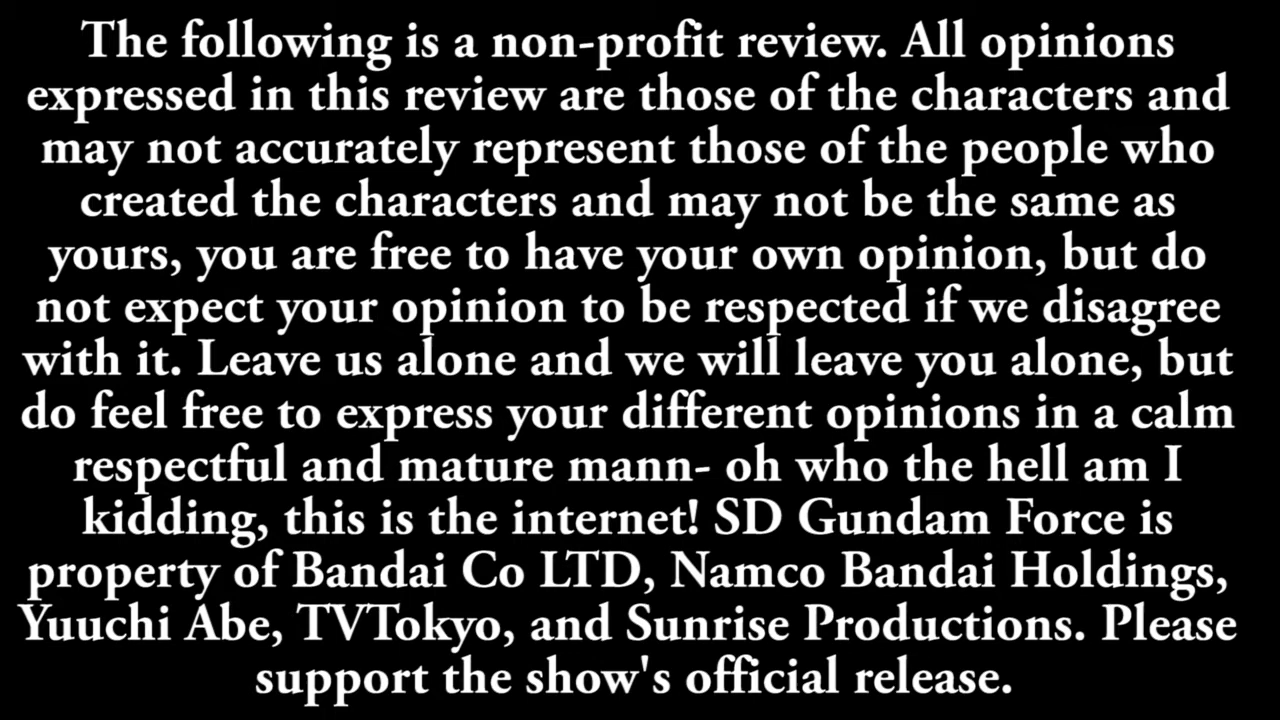 The following is a non-profit review. All opinions
expressed in this review are those of the characters and
may not accurately represent those of the people who
created the characters and may not be the same as
yours, you are free to have your own opinion, but do
not expect your opinion to be respected if we disagree
with it. Leave us alone and we will leave you alone, but
do feel free to express your different opinions in a calm
respectful and mature mann- oh who the hell am I
kidding, this is the internet! SD Gundam Force is
property of Bandai Co LTD, Namco Bandai Holdings,
Yuuchi Abe, TVTokyo, and Sunrise Productions. Please
support the show's official release.